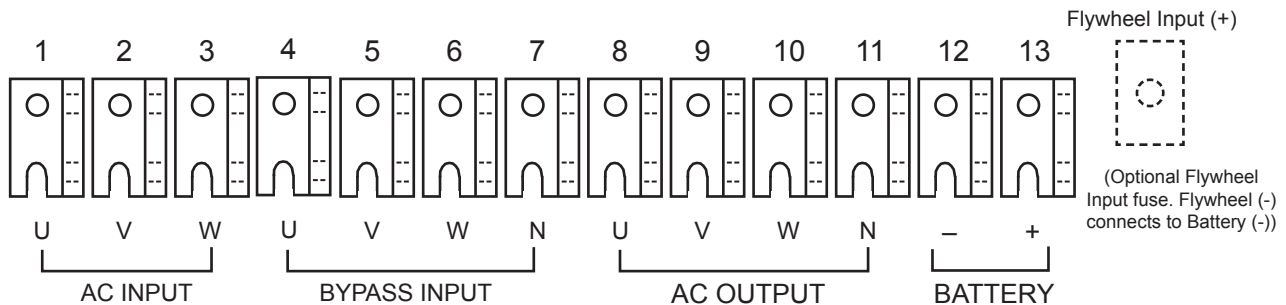 Flywheel Input (+)
1 2 3 4 5 6 7 8 9 10 11 12 13
(Optional Flywheel
Input fuse. Flywheel (-)
connects to Battery (-))
U V W U V W N U V W N – +
AC INPUT BYPASS INPUT AC OUTPUT BATTERY